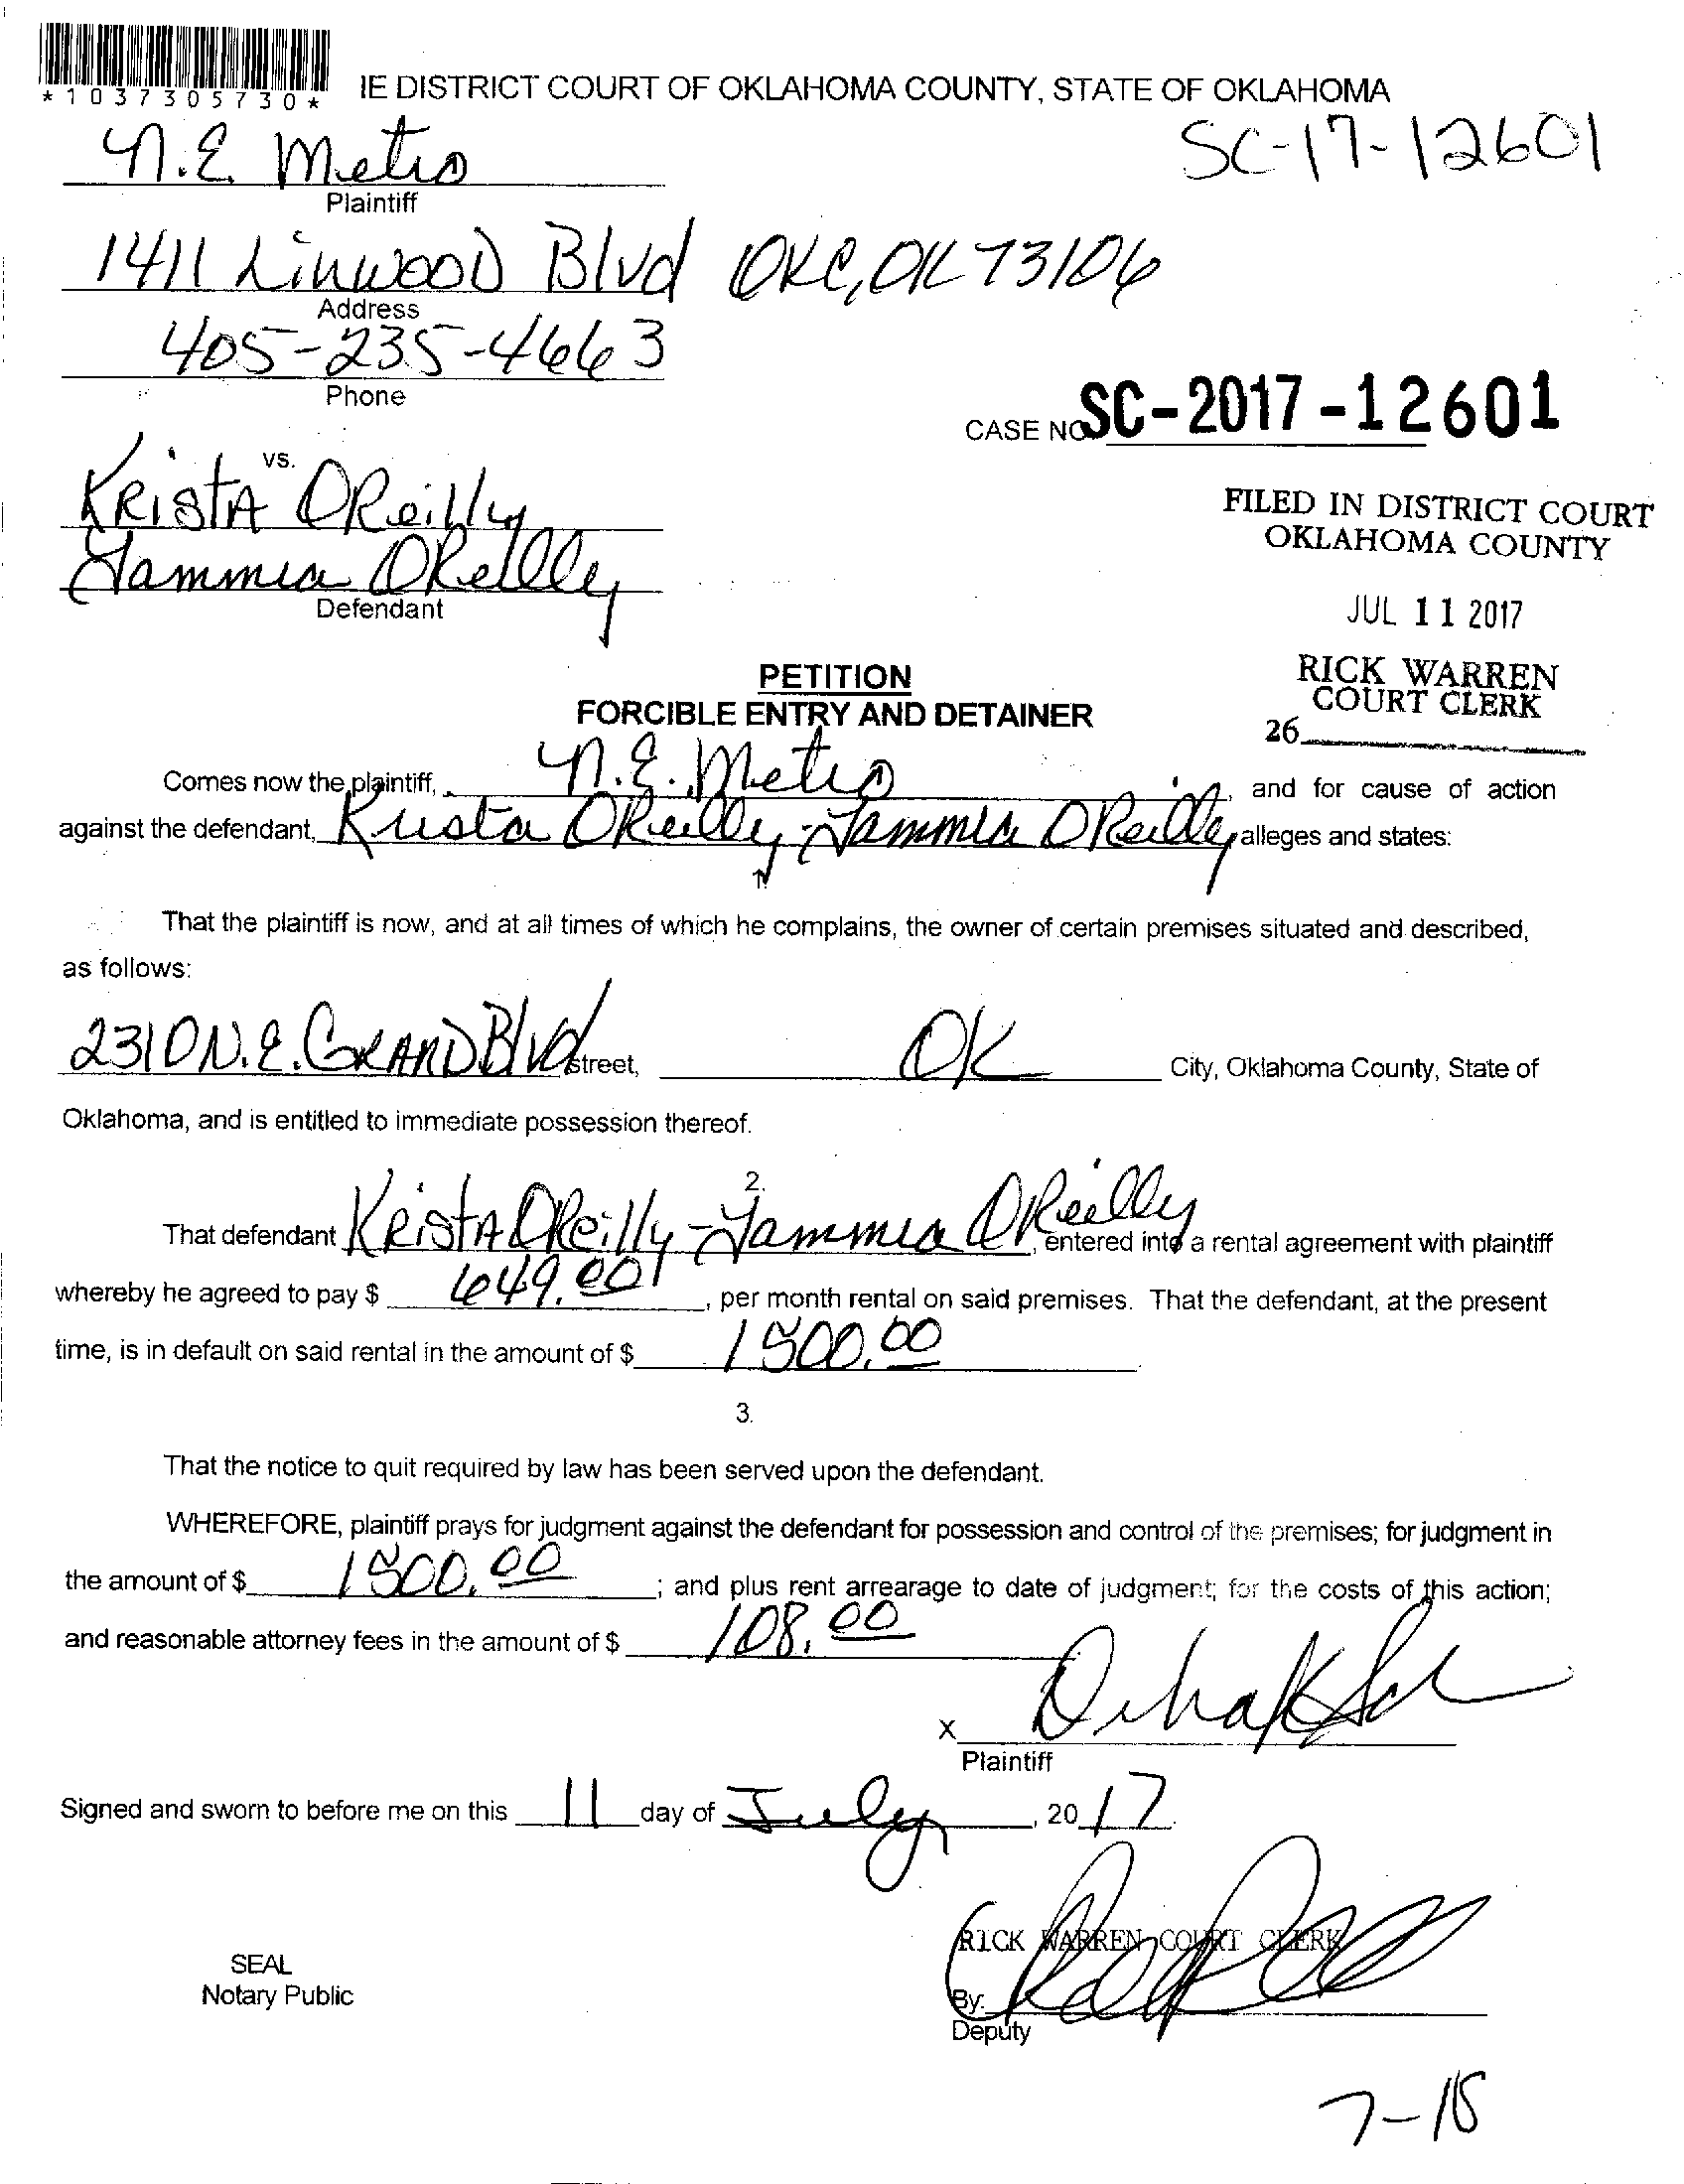 *1037305730*
IE DISTRICT COURT OF OKLAHOMA COUNTY, STATE OF OKLAHOMA
N.E. Metro
SC-17-12601
Plaintiff
1411 Linwood Blvd OKC, OK 73106
Address
405-235-4663
Phone
CASE NO SC-2017-12601
vs.
KRistA OReilly
FILED IN DISTRICT COURT
OKLAHOMA COUNTY
Tammia OReilly
Defendant
JUL 11 2017
PETITION
RICK WARREN
COURT CLERK
FORCIBLE ENTRY AND DETAINER
26
Comes now the plaintiff, N.E. Metro, and for cause of action
against the defendant, Krista OReilly - Tammia OReilly alleges and states:
That the plaintiff is now, and at all times of which he complains, the owner of certain premises situated and described,
as follows:
2310 N.E. GRAND Blvd street, OK City, Oklahoma County, State of
Oklahoma, and is entitled to immediate possession thereof.
2.
That defendant KRistA OReilly - Tammia OReilly, entered into a rental agreement with plaintiff
whereby he agreed to pay $ 649.00, per month rental on said premises. That the defendant, at the present
time, is in default on said rental in the amount of $ 1500.00
3.
That the notice to quit required by law has been served upon the defendant.
WHEREFORE, plaintiff prays for judgment against the defendant for possession and control of the premises; for judgment in
the amount of $ 1500.00; and plus rent arrearage to date of judgment; for the costs of this action;
and reasonable attorney fees in the amount of $ 108.00
X
Plaintiff
Signed and sworn to before me on this 11 day of July, 20 17
RICK WARREN COURT CLERK
SEAL
Notary Public
By:
Deputy
7-18